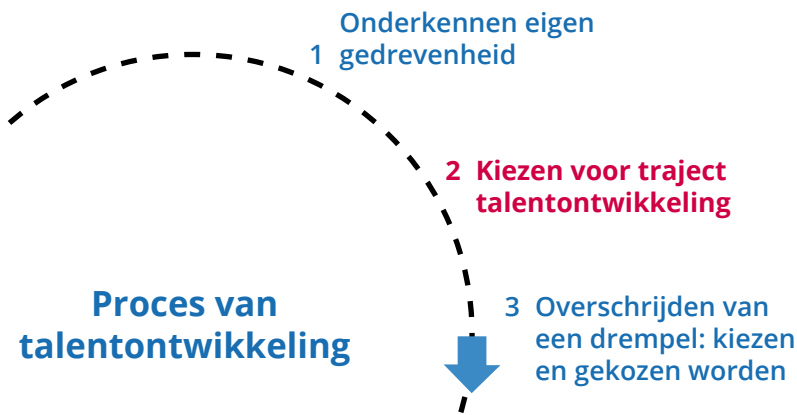 Onderkennen eigen
1 gedrevenheid
2 Kiezen voor traject
talentontwikkeling
Proces van
talentontwikkeling
3 Overschrijden van
een drempel: kiezen
en gekozen worden